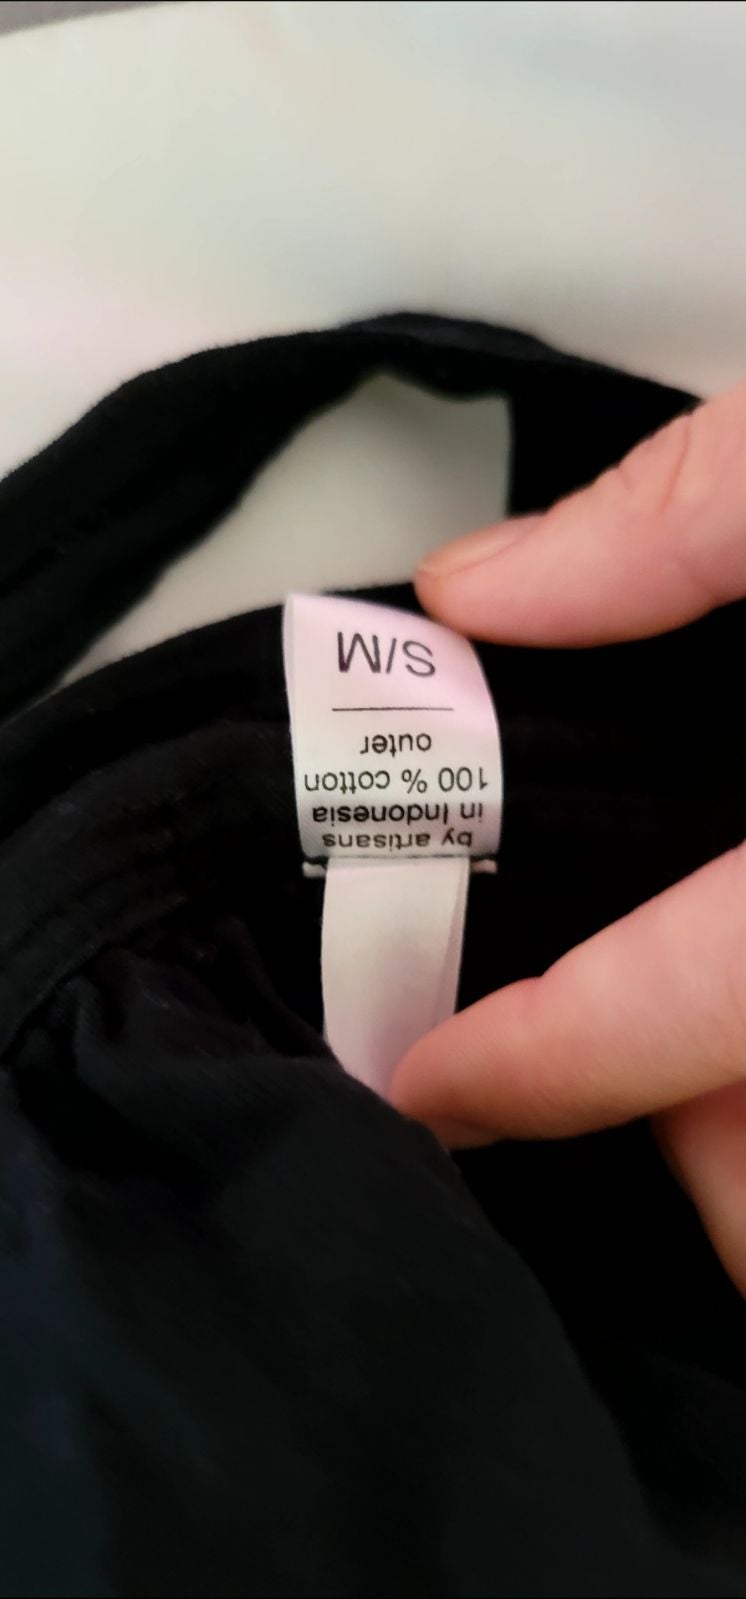 by artisans
in Indonesia
100 % cotton
outer
S/M